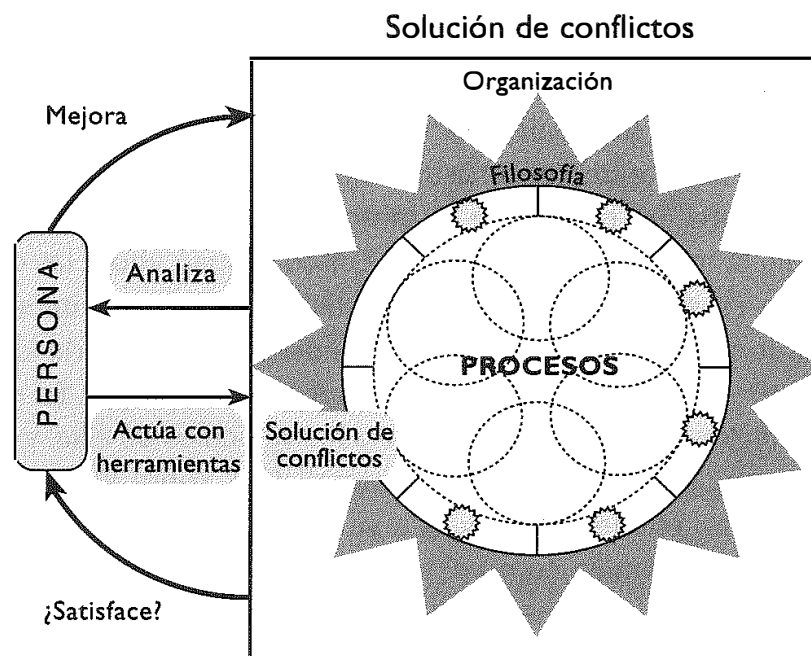 Solución de conflictos
Organización
Mejora
Filosofía
PERSONA
Analiza
PROCESOS
Actúa con
herramientas
Solución de
conflictos
¿Satisface?